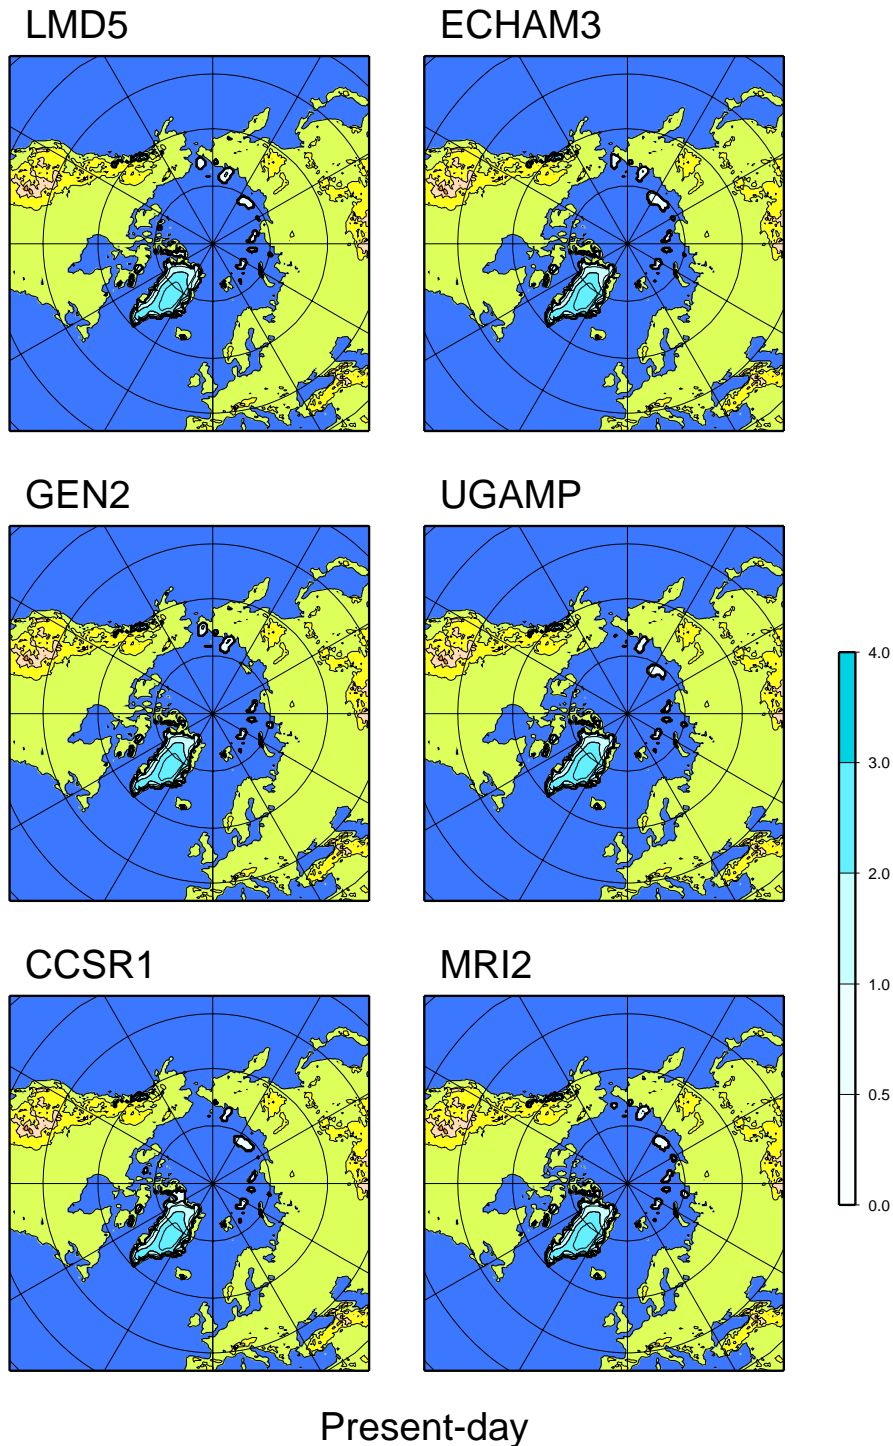 LMD5
ECHAM3
GEN2
UGAMP
4.0
3.0
2.0
1.0
0.5
0.0
CCSR1
MRI2
Present-day